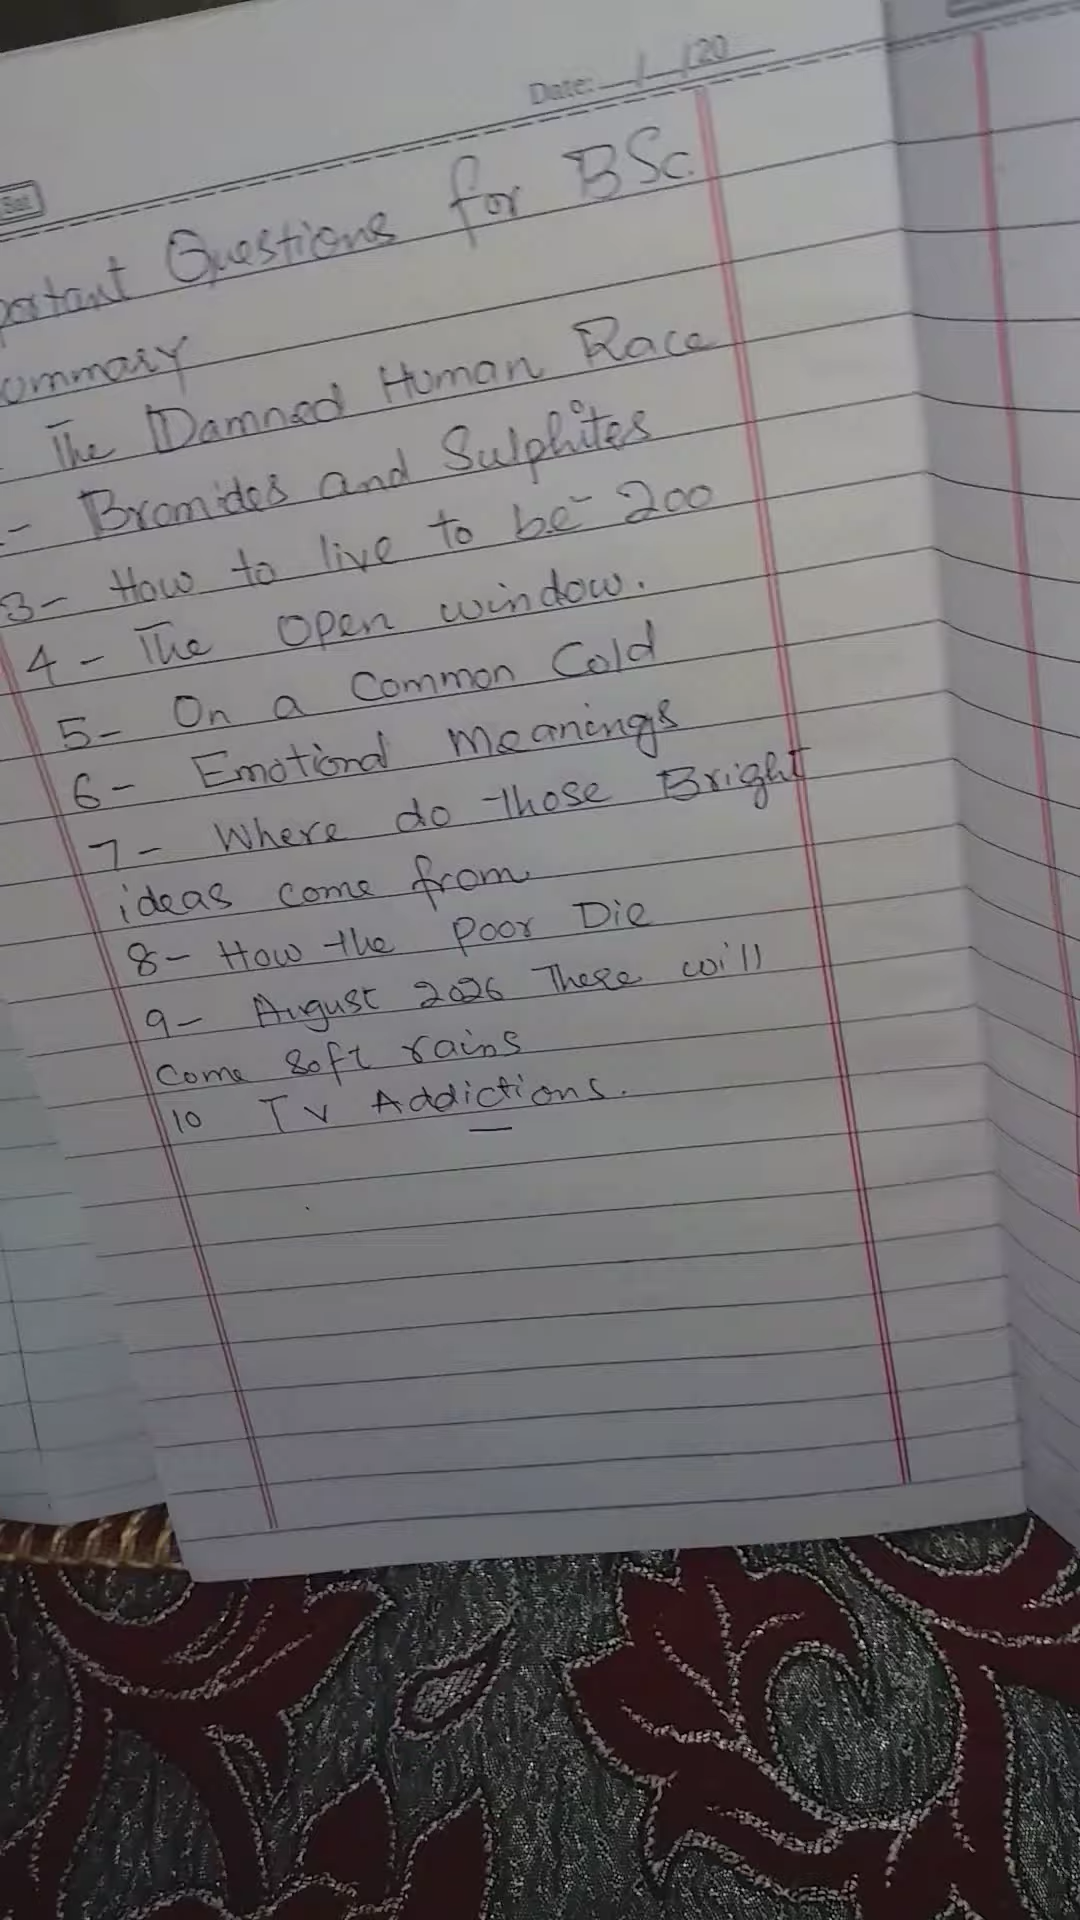 Date: / /20
Questions for BSc.
The Damned Human Race
- Bromides and Sulphites
3- How to live to be 200
4- The Open window.
5- On a Common Cold
6- Emotional Meanings
7- Where do those Bright
ideas come from
8- How the Poor Die
9- August 2026 There will
Come Soft rains
10 TV Addictions.